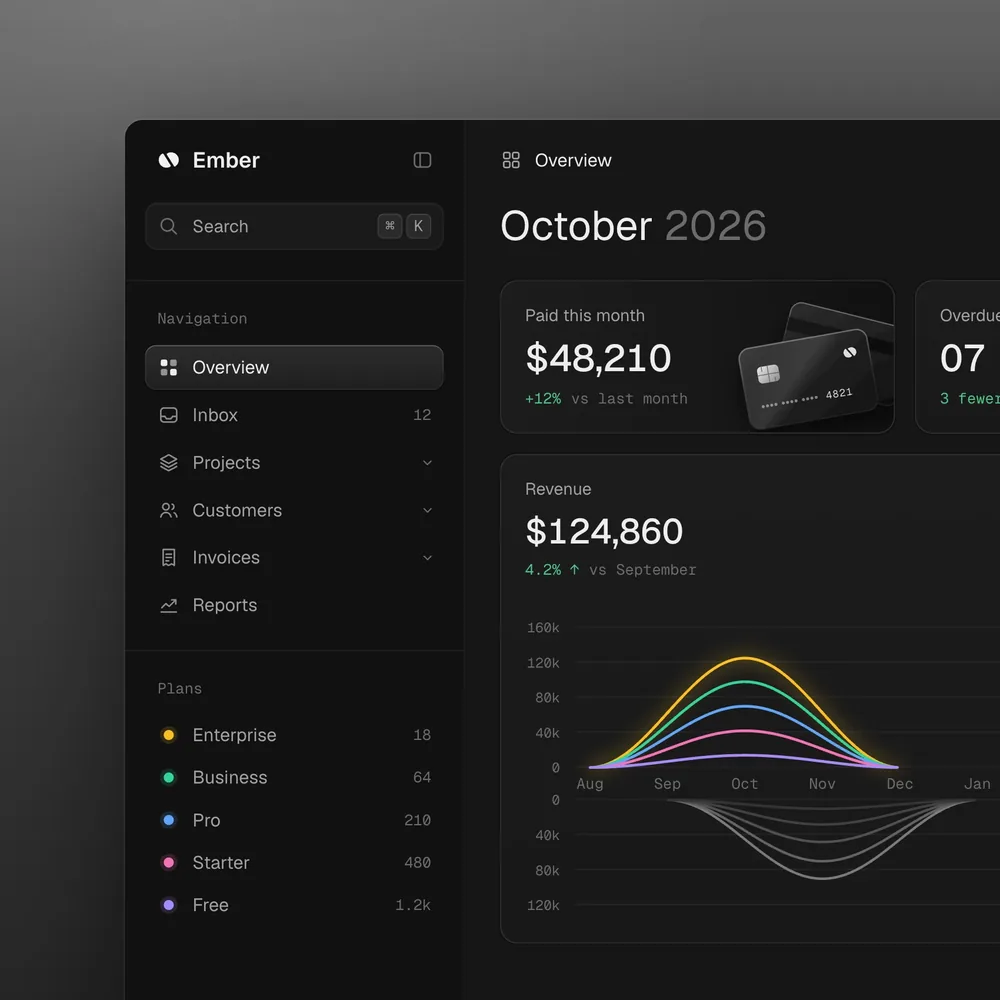 Ember
Search ⌘ K
Navigation
Overview
Inbox 12
Projects
Customers
Invoices
Reports
Plans
Enterprise 18
Business 64
Pro 210
Starter 480
Free 1.2k
Overview
October 2026
Paid this month
$48,210
+12% vs last month
4821
Overdue
07
3 fewer
Revenue
$124,860
4.2% ↑ vs September
160k
120k
80k
40k
0
Aug Sep Oct Nov Dec Jan
0
40k
80k
120k